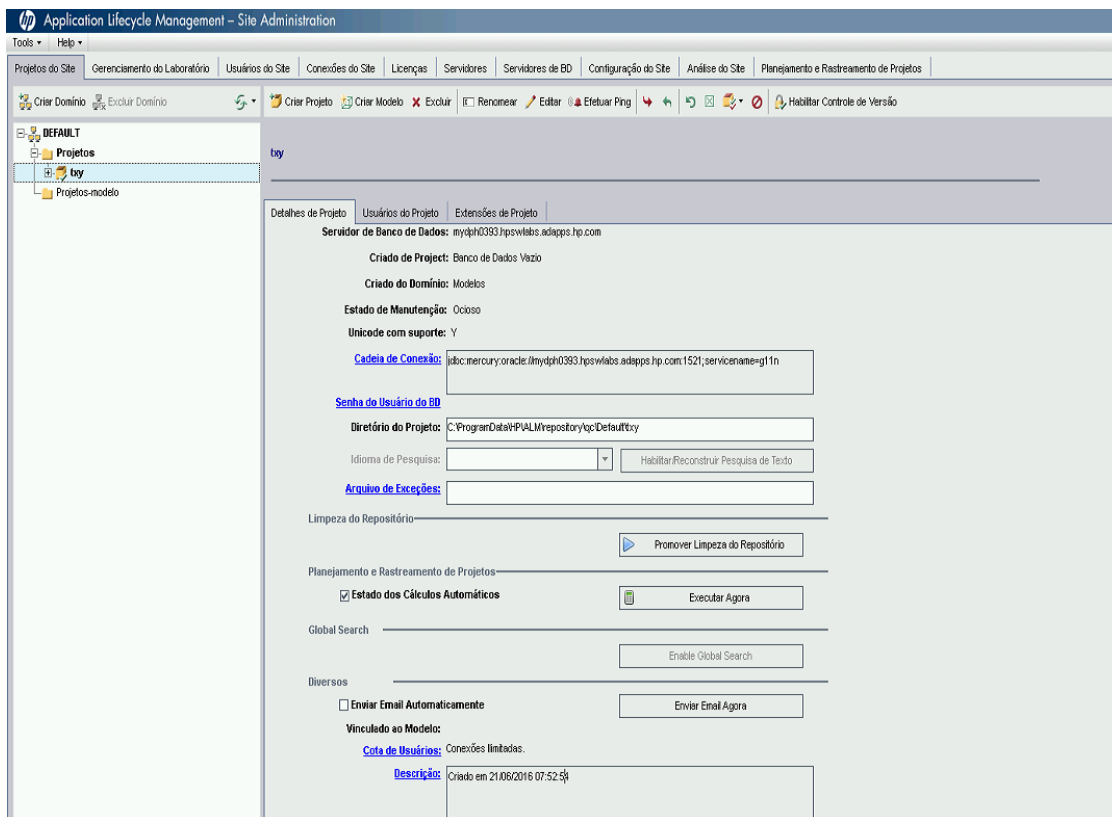 hp Application Lifecycle Management – Site Administration
Tools Help
Projetos do Site Gerenciamento do Laboratório Usuários do Site Conexões do Site Licenças Servidores Servidores de BD Configuração do Site Análise do Site Planejamento e Rastreamento de Projetos
Criar Domínio Excluir Domínio Criar Projeto Criar Modelo Excluir Renomear Editar Efetuar Ping Habilitar Controle de Versão
DEFAULT
Projetos
txy
Projetos-modelo
txy
Detalhes de Projeto Usuários do Projeto Extensões de Projeto
Servidor de Banco de Dados: mydph0393.hpswlabs.adapps.hp.com
Criado de Project: Banco de Dados Vazio
Criado do Domínio: Modelos
Estado de Manutenção: Ocioso
Unicode com suporte: Y
Cadeia de Conexão: jdbc:mercury:oracle://mydph0393.hpswlabs.adapps.hp.com:1521;servicename=g11n
Senha do Usuário do BD
Diretório do Projeto: C:\ProgramData\HP\ALM\repository\qc\Default\txy
Idioma de Pesquisa: Habilitar/Reconstruir Pesquisa de Texto
Arquivo de Exceções:
Limpeza do Repositório
Promover Limpeza do Repositório
Planejamento e Rastreamento de Projetos
Estado dos Cálculos Automáticos Executar Agora
Global Search
Enable Global Search
Diversos
Enviar Email Automaticamente Enviar Email Agora
Vinculado ao Modelo:
Cota de Usuários: Conexões Ilimitadas.
Descrição: Criado em 21/06/2016 07:52:54